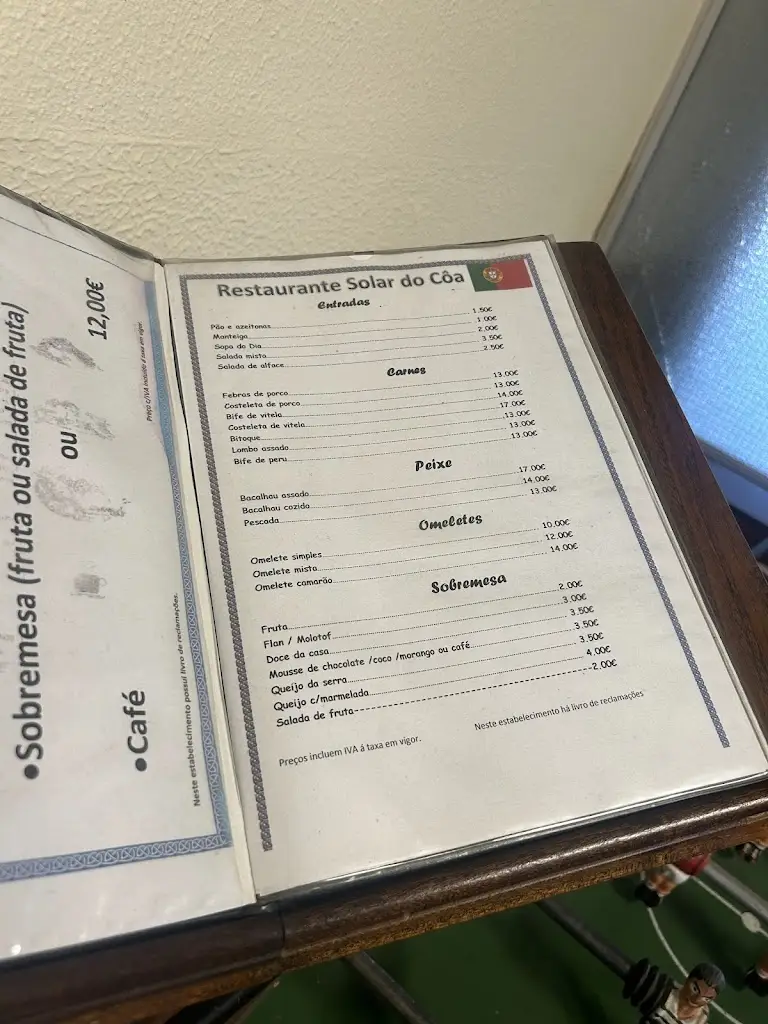 •Sobremesa (fruta ou salada de fruta)
ou
•Café
12,00€
Preço c/IVA incluído à taxa em vigor
Neste estabelecimento possui livro de reclamações.
Restaurante Solar do Côa
Entradas
Pão e azeitonas 1.50€
Manteiga 1.00€
Sopa do Dia 2.00€
Salada mista 3.50€
Salada de alface 2.50€
Carnes
Febras de porco 13.00€
Costeleta de porco 13.00€
Bife de vitela 14.00€
Costeleta de vitela 17.00€
Bitoque 13.00€
Lombo assado 13.00€
Bife de peru 13.00€
Peixe
Bacalhau assado 17.00€
Bacalhau cozido 14.00€
Pescada 13.00€
Omeletes
Omelete simples 10.00€
Omelete mista 12.00€
Omelete camarão 14.00€
Sobremesa
Fruta 2.00€
Flan / Molotof 3.00€
Doce da casa 3.50€
Mousse de chocolate /coco /morango ou café 3.50€
Queijo da serra 3.50€
Queijo c/marmelada 4.00€
Salada de fruta 2.00€
Preços incluem IVA á taxa em vigor.
Neste estabelecimento há livro de reclamações